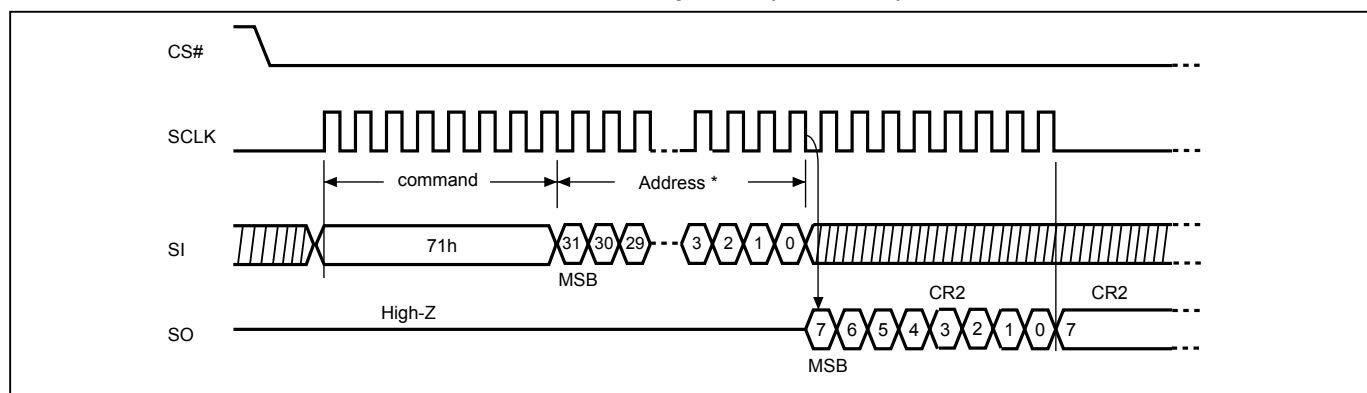 CS#
SCLK
command Address *
SI 71h 31 30 29 3 2 1 0
MSB
CR2 CR2
High-Z
SO 7 6 5 4 3 2 1 0 7
MSB